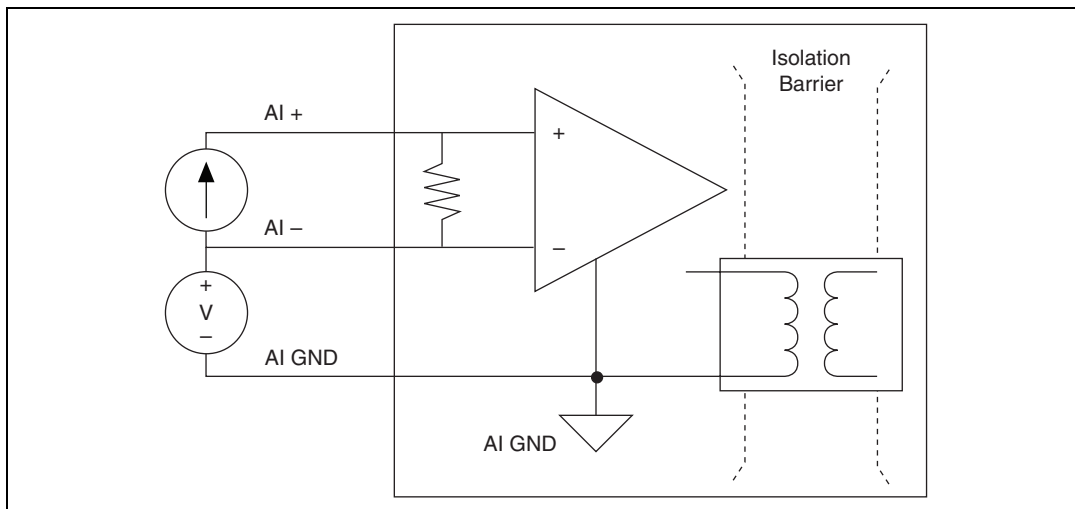 Isolation
Barrier
AI +
+
AI –
–
+
V
–
AI GND
AI GND